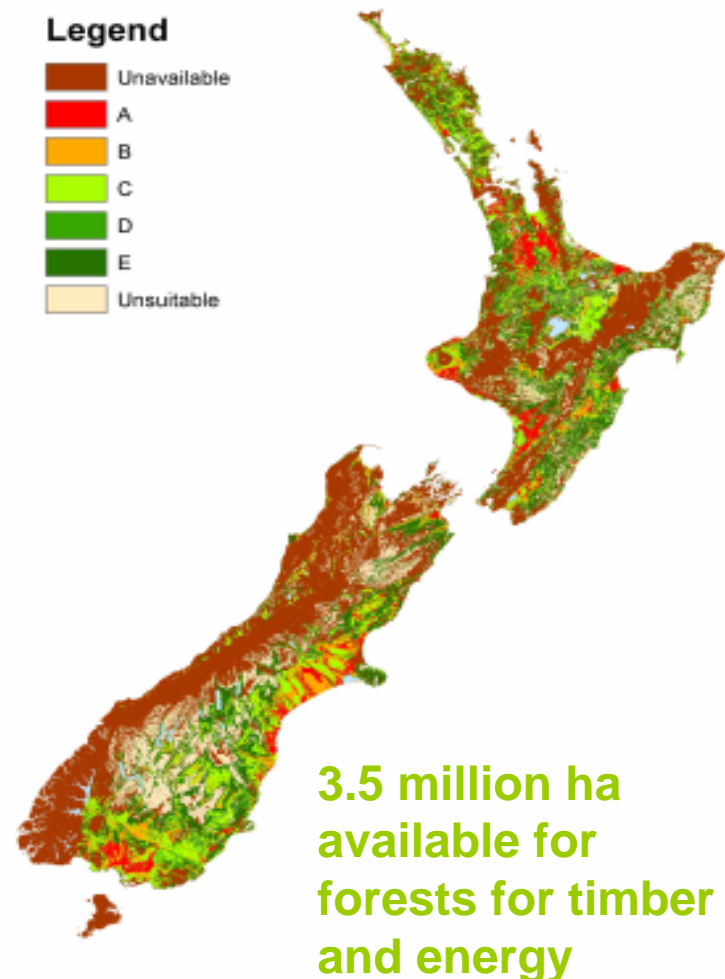 Legend
Unavailable
A
B
C
D
E
Unsuitable
3.5 million ha
available for
forests for timber
and energy